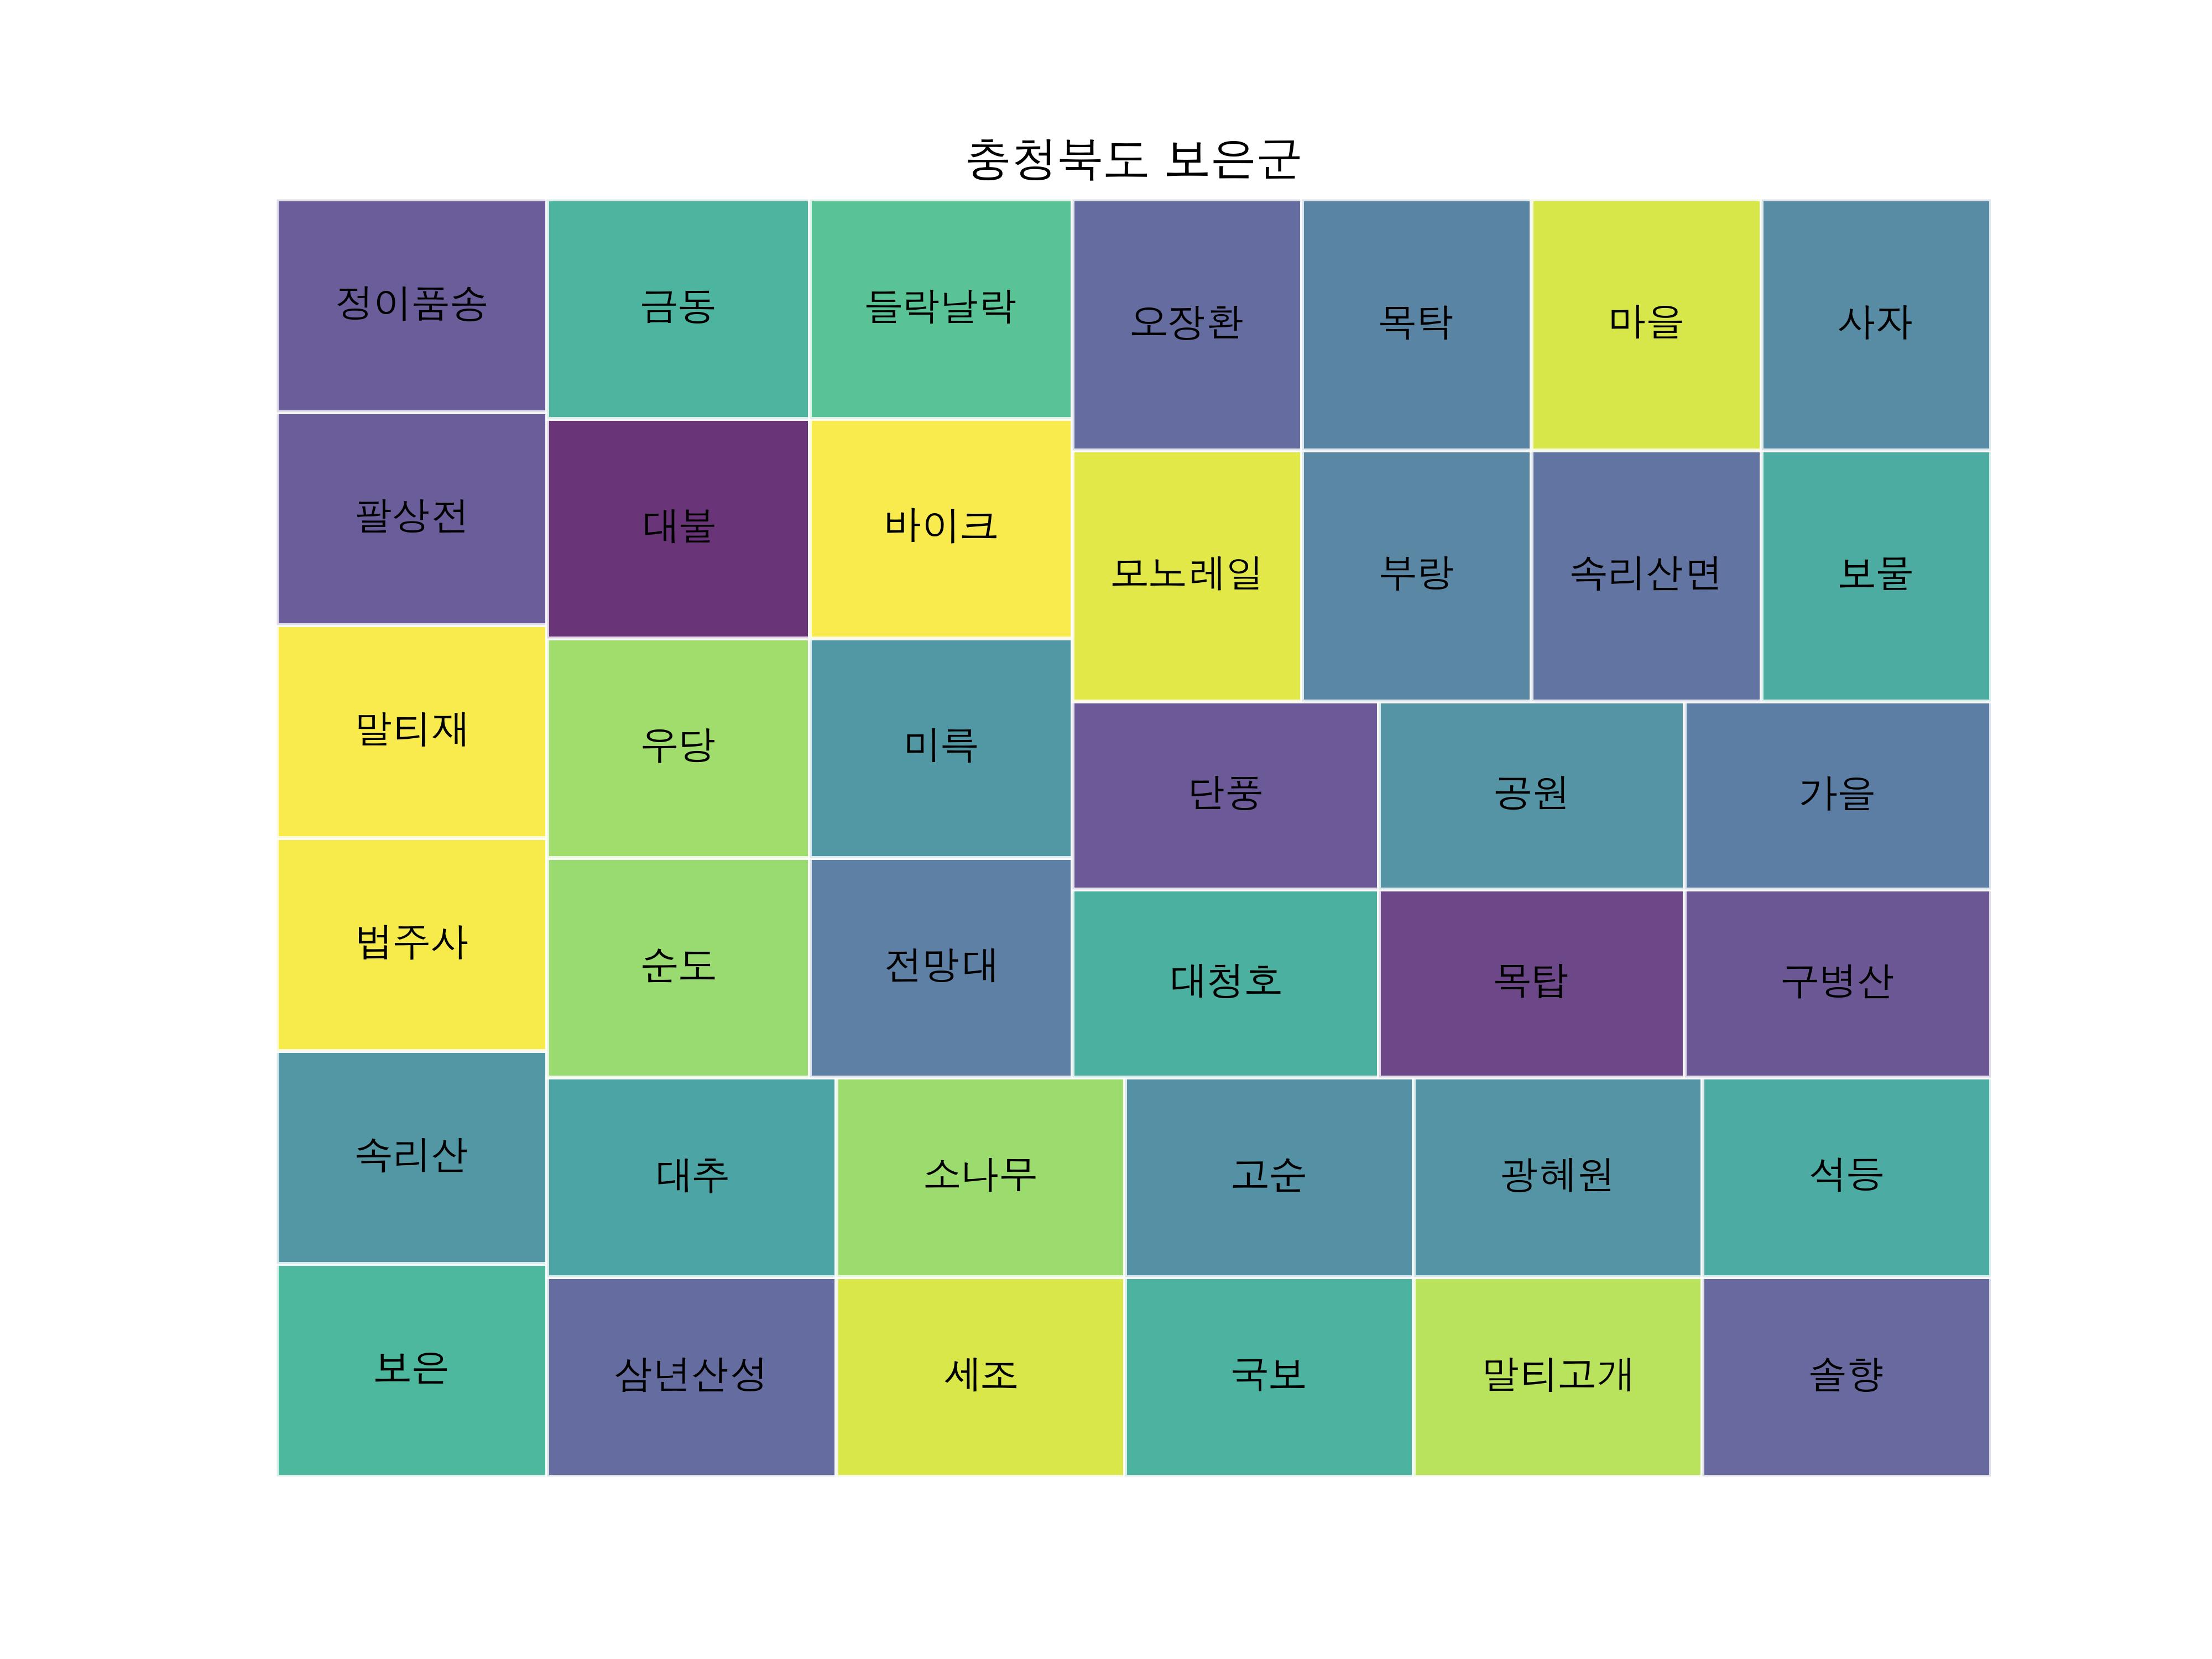 충청북도 보은군
정이품송
금동
들락날락
오장환
목탁
마을
사자
팔상전
대불
바이크
모노레일
부랑
속리산면
보물
말티재
우당
미륵
단풍
공원
가을
법주사
순도
전망대
대청호
목탑
구병산
속리산
대추
소나무
고순
광혜원
석등
보은
삼년산성
세조
국보
말티고개
솔향